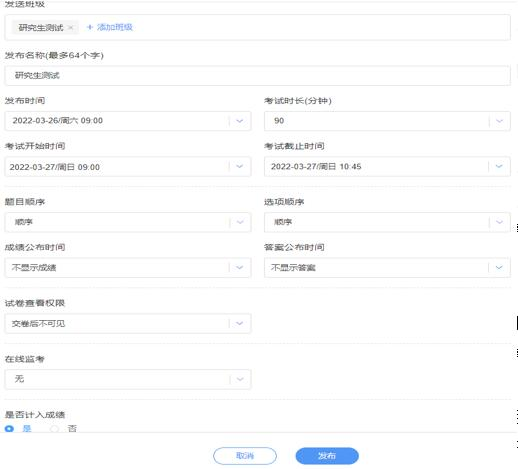 发送班级
研究生测试 × + 添加班级
发布名称(最多64个字)
研究生测试
发布时间 考试时长(分钟)
2022-03-26/周六 09:00 90
考试开始时间 考试截止时间
2022-03-27/周日 09:00 2022-03-27/周日 10:45
题目顺序 选项顺序
顺序 顺序
成绩公布时间 答案公布时间
不显示成绩 不显示答案
试卷查看权限
交卷后不可见
在线监考
无
是否计入成绩
是 否
取消 发布